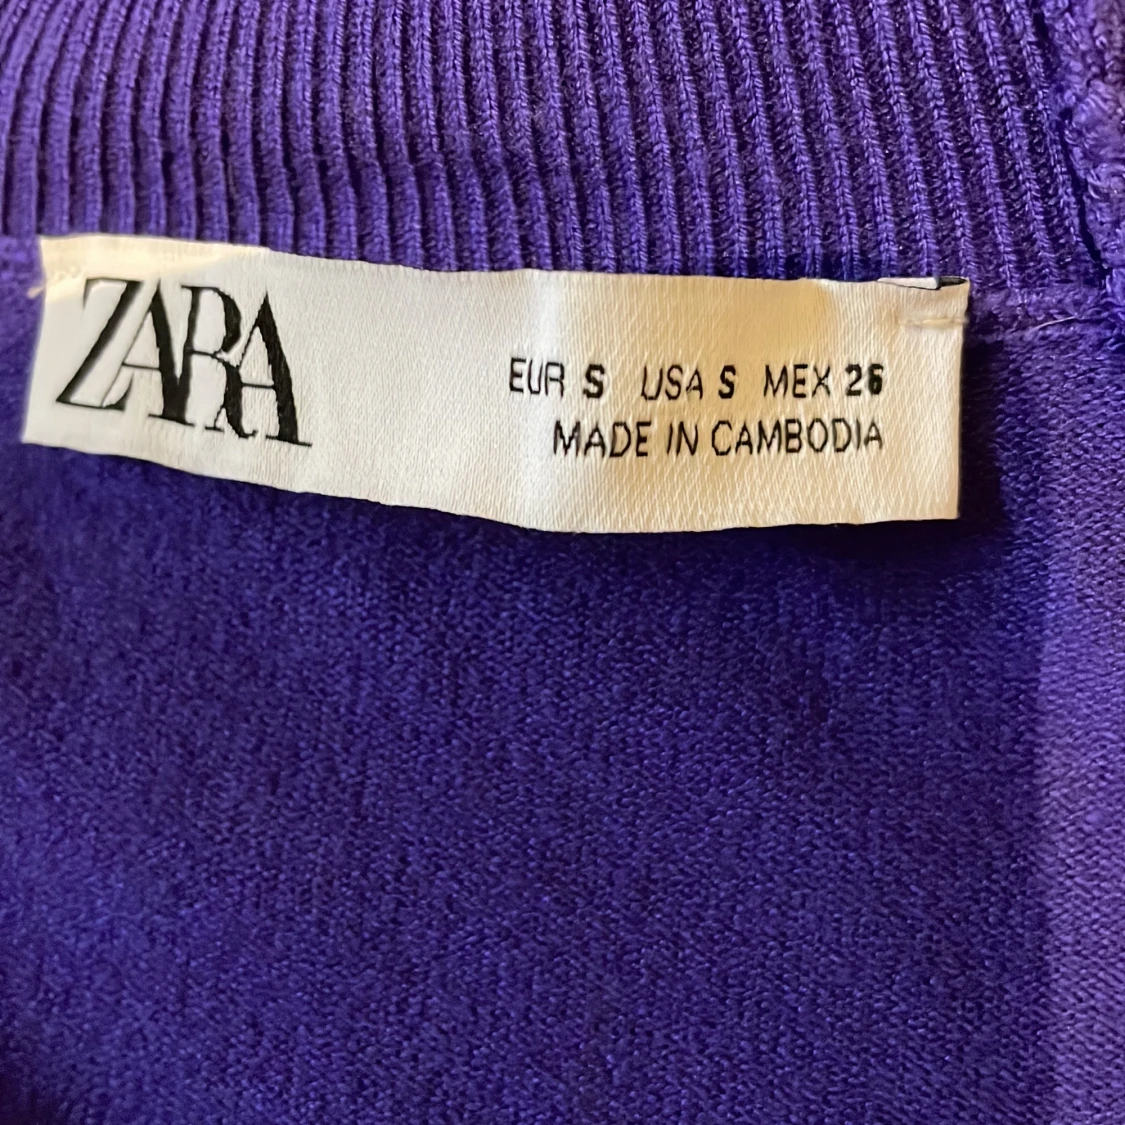 ZARA
EUR S USA S MEX 26
MADE IN CAMBODIA